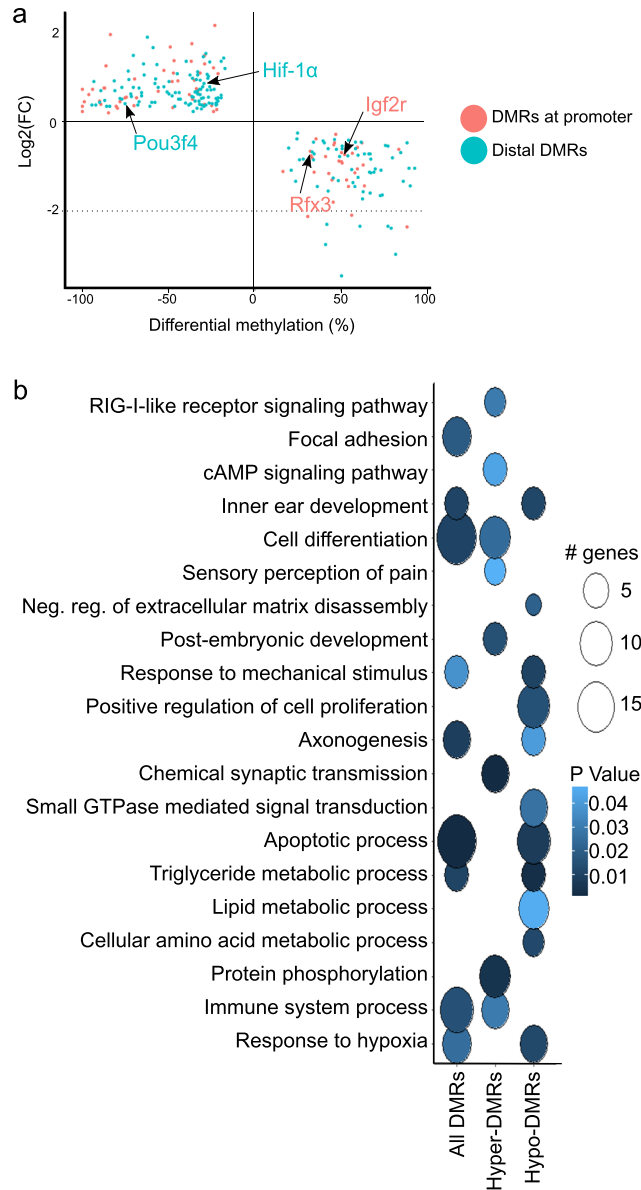 a
2
0
-2
Log2(FC)
-100
-50
0
50
100
Differential methylation (%)
Hif-1α
Igf2r
Pou3f4
Rfx3
DMRs at promoter
Distal DMRs
b
RIG-I-like receptor signaling pathway
Focal adhesion
cAMP signaling pathway
Inner ear development
Cell differentiation
Sensory perception of pain
Neg. reg. of extracellular matrix disassembly
Post-embryonic development
Response to mechanical stimulus
Positive regulation of cell proliferation
Axonogenesis
Chemical synaptic transmission
Small GTPase mediated signal transduction
Apoptotic process
Triglyceride metabolic process
Lipid metabolic process
Cellular amino acid metabolic process
Protein phosphorylation
Immune system process
Response to hypoxia
All DMRs
Hyper-DMRs
Hypo-DMRs
# genes
5
10
15
P Value
0.04
0.03
0.02
0.01